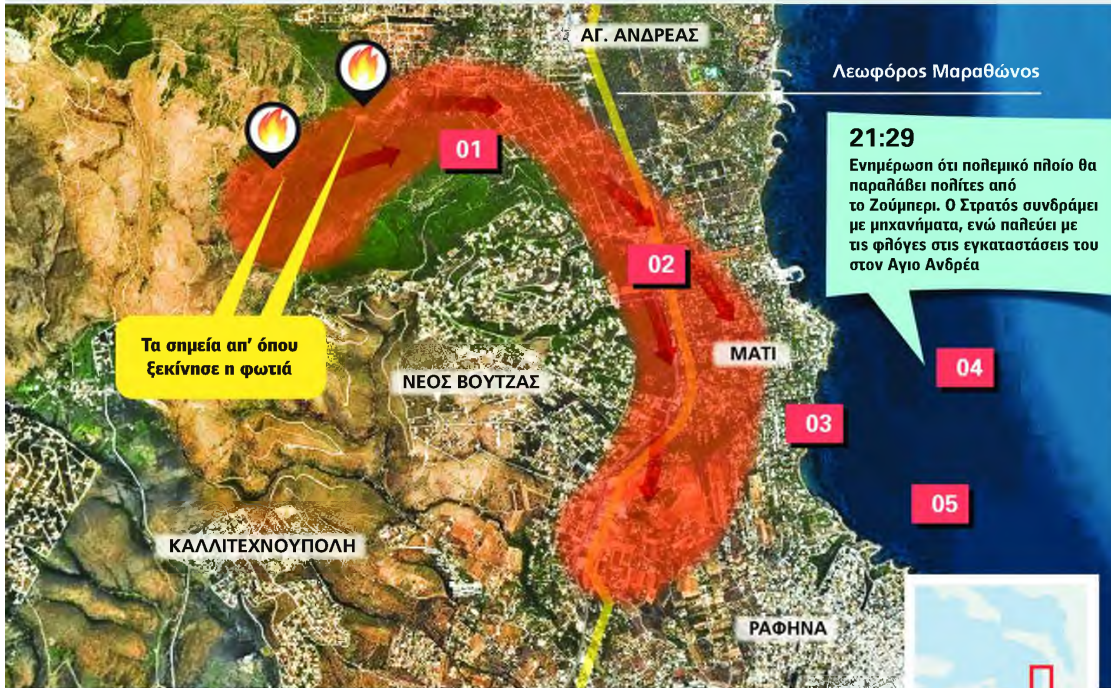 ΑΓ. ΑΝΔΡΕΑΣ
Λεωφόρος Μαραθώνος
21:29
Ενημέρωση ότι πολεμικό πλοίο θα
παραλάβει πολίτες από
το Ζούμπερι. Ο Στρατός συνδράμει
με μηχανήματα, ενώ παλεύει με
τις φλόγες στις εγκαταστάσεις του
στον Αγιο Ανδρέα
01
02
Τα σημεία απ' όπου
ξεκίνησε η φωτιά
ΜΑΤΙ
ΝΕΟΣ ΒΟΥΤΖΑΣ
04
03
05
ΚΑΛΛΙΤΕΧΝΟΥΠΟΛΗ
ΡΑΦΗΝΑ